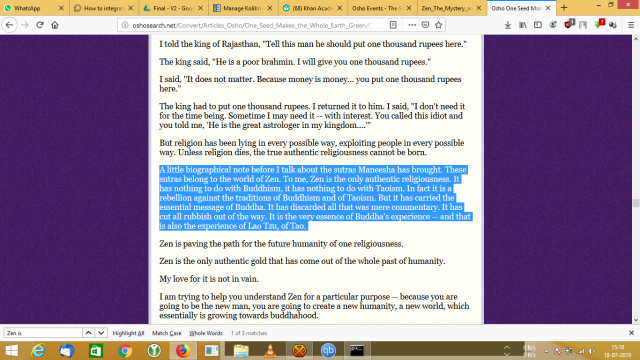 WhatsApp
How to integrat
Final - V2 - Goo
Manage Kolibri
(68) Khan Acade
Osho Events - The S
Zen_The_Mystery_an
Osho One Seed Mak
oshosearch.net/Convert/Articles_Osho/One_Seed_Makes_the_Whole_Earth_Green/O
Search
I told the king of Rajasthan, "Tell this man he should put one thousand rupees here."
The king said, "He is a poor brahmin. I will give you one thousand rupees."
I said, "It does not matter. Because money is money... you put one thousand rupees
here."
The king had to put one thousand rupees. I returned it to him. I said, "I don't need it
for the time being. Sometime I may need it -- with interest. You called this idiot and
you told me, 'He is the great astrologer in my kingdom....'"
But religion has been lying in every possible way, exploiting people in every possible
way. Unless religion dies, the true authentic religiousness cannot be born.
A little biographical note before I talk about the sutras Maneesha has brought. These
sutras belong to the world of Zen. To me, Zen is the only authentic religiousness. It
has nothing to do with Buddhism, it has nothing to do with Taoism. In fact it is a
rebellion against the traditions of Buddhism and of Taoism. But it has carried the
essential message of Buddha. It has discarded all that was mere commentary. It has
cut all rubbish out of the way. It is the very essence of Buddha's experience -- and that
is also the experience of Lao Tzu, of Tao.
Zen is paving the path for the future humanity of one religiousness.
Zen is the only authentic gold that has come out of the whole past of humanity.
My love for it is not in vain.
I am trying to help you understand Zen for a particular purpose -- because you are
going to be the new man, you are going to create a new humanity, a new world, which
essentially is growing towards buddhahood.
Zen is
Highlight All
Match Case
Whole Words
1 of 3 matches
15:18
18-07-2019